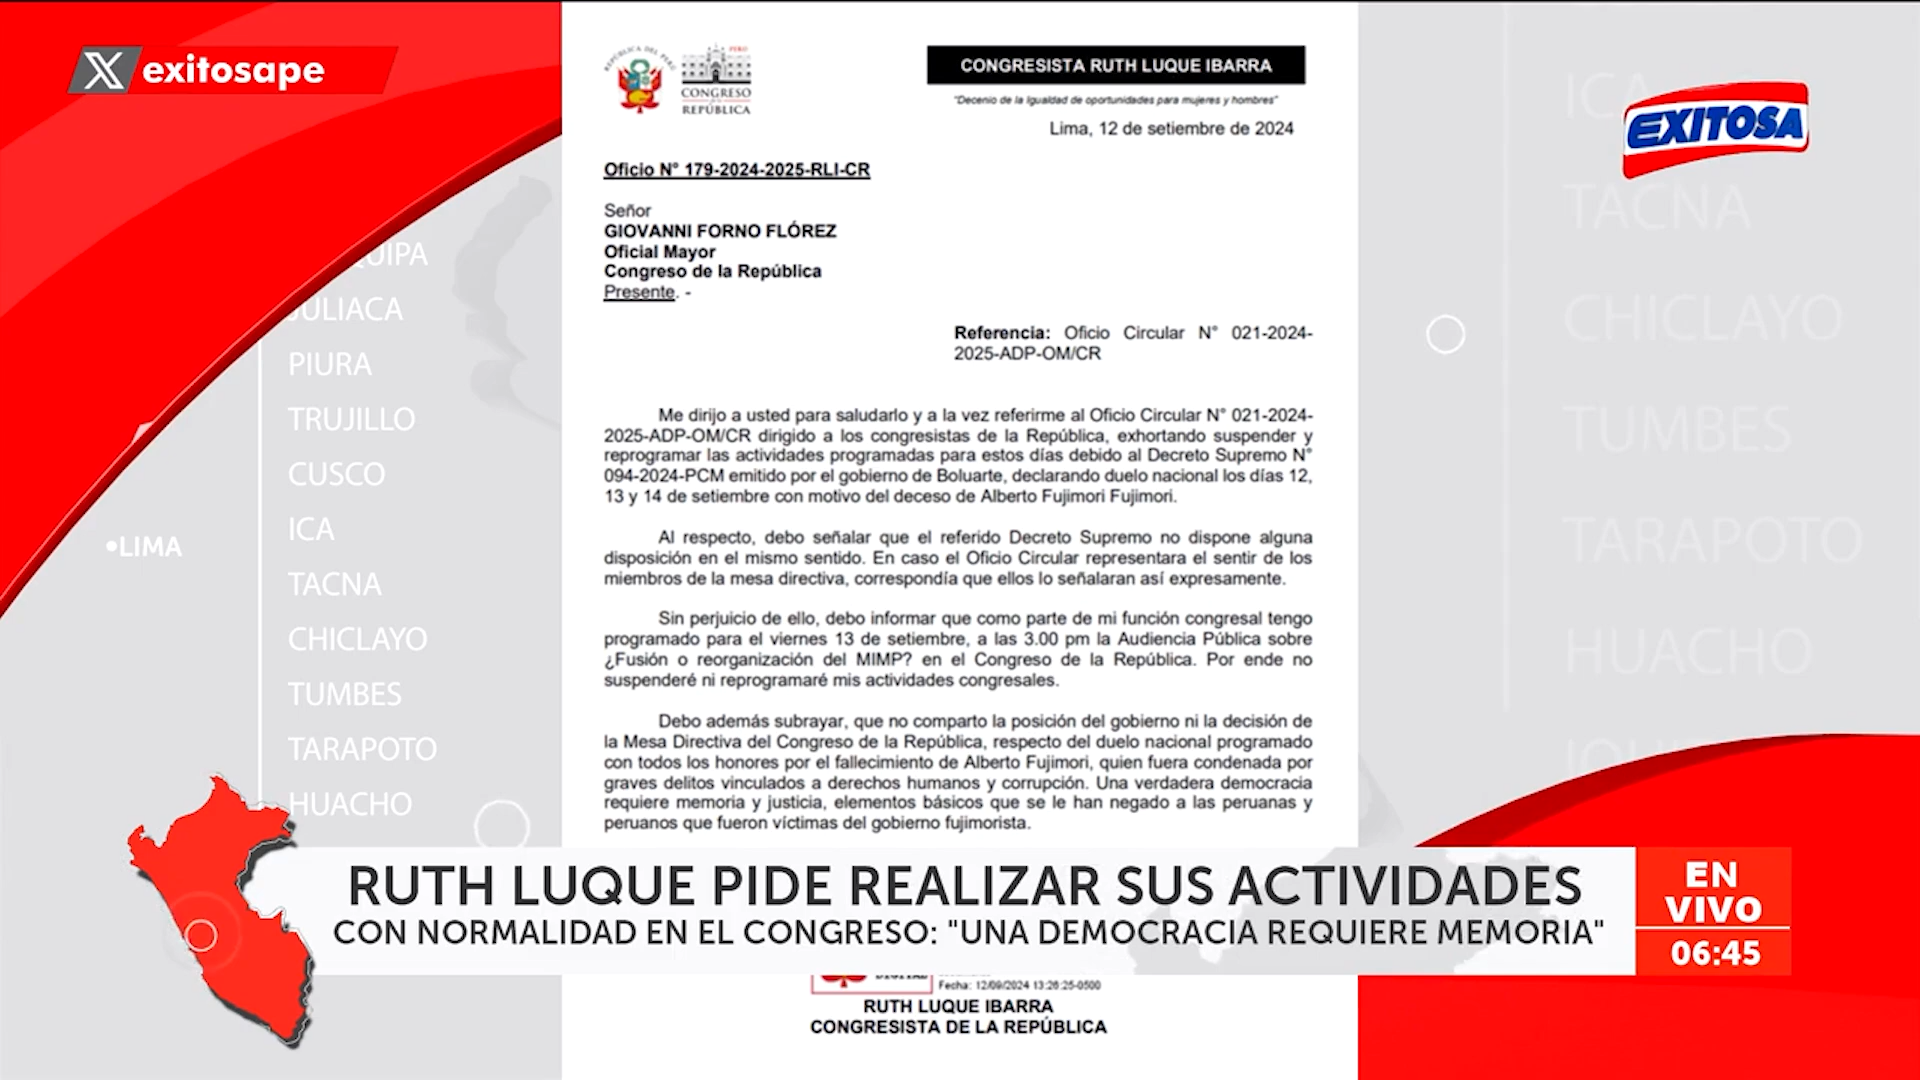 exitosape
EXITOSA
REPÚBLICA DEL PERÚ
PERÚ
CONGRESO
REPÚBLICA
CONGRESISTA RUTH LUQUE IBARRA
"Decenio de la Igualdad de oportunidades para mujeres y hombres"
Lima, 12 de setiembre de 2024
Oficio N° 179-2024-2025-RLI-CR
Señor
GIOVANNI FORNO FLÓREZ
Oficial Mayor
Congreso de la República
Presente. -
Referencia: Oficio Circular N° 021-2024-
2025-ADP-OM/CR
Me dirijo a usted para saludarlo y a la vez referirme al Oficio Circular N° 021-2024-
2025-ADP-OM/CR dirigido a los congresistas de la República, exhortando suspender y
reprogramar las actividades programadas para estos días debido al Decreto Supremo N°
094-2024-PCM emitido por el gobierno de Boluarte, declarando duelo nacional los días 12,
13 y 14 de setiembre con motivo del deceso de Alberto Fujimori Fujimori.
Al respecto, debo señalar que el referido Decreto Supremo no dispone alguna
disposición en el mismo sentido. En caso el Oficio Circular representara el sentir de los
miembros de la mesa directiva, correspondía que ellos lo señalaran así expresamente.
Sin perjuicio de ello, debo informar que como parte de mi función congresal tengo
programado para el viernes 13 de setiembre, a las 3.00 pm la Audiencia Pública sobre
¿Fusión o reorganización del MIMP? en el Congreso de la República. Por ende no
suspenderé ni reprogramaré mis actividades congresales.
Debo además subrayar, que no comparto la posición del gobierno ni la decisión de
la Mesa Directiva del Congreso de la República, respecto del duelo nacional programado
con todos los honores por el fallecimiento de Alberto Fujimori, quien fuera condenada por
graves delitos vinculados a derechos humanos y corrupción. Una verdadera democracia
requiere memoria y justicia, elementos básicos que se le han negado a las peruanas y
peruanos que fueron víctimas del gobierno fujimorista.
Fecha: 12/09/2024 13:26:25-0500
RUTH LUQUE IBARRA
CONGRESISTA DE LA REPÚBLICA
UIPA
JULIACA
PIURA
TRUJILLO
CUSCO
ICA
TACNA
CHICLAYO
TUMBES
TARAPOTO
HUACHO
•LIMA
ICA
TACNA
CHICLAYO
TUMBES
TARAPOTO
HUACHO
RUTH LUQUE PIDE REALIZAR SUS ACTIVIDADES
CON NORMALIDAD EN EL CONGRESO: "UNA DEMOCRACIA REQUIERE MEMORIA"
EN
VIVO
06:45